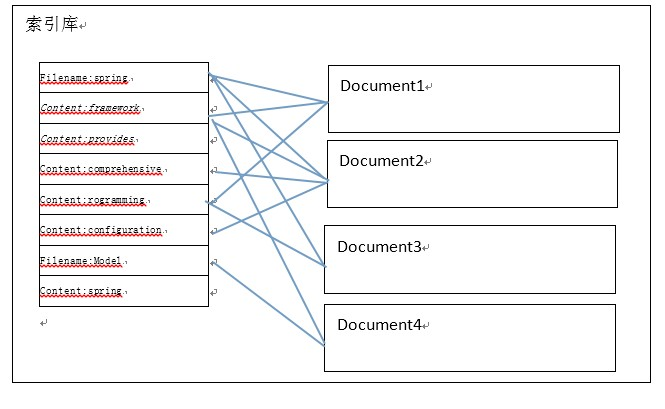 索引库
Filename:spring
Content:framework
Content:provides
Content:comprehensive
Content:rogramming
Content:configuration
Filename:Model
Content:spring
Document1
Document2
Document3
Document4